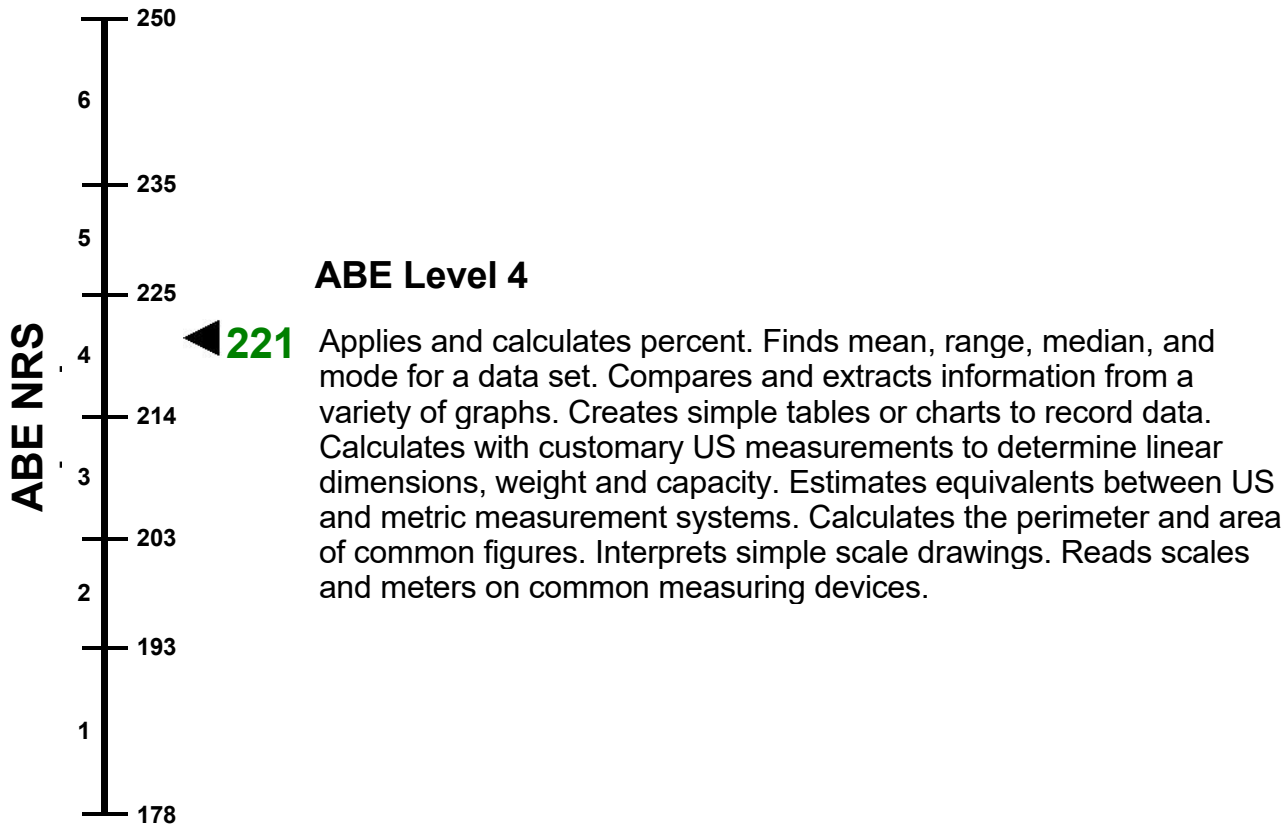 250
6
235
5
225
ABE Level 4
221
Applies and calculates percent. Finds mean, range, median, and
mode for a data set. Compares and extracts information from a
variety of graphs. Creates simple tables or charts to record data.
Calculates with customary US measurements to determine linear
dimensions, weight and capacity. Estimates equivalents between US
and metric measurement systems. Calculates the perimeter and area
of common figures. Interprets simple scale drawings. Reads scales
and meters on common measuring devices.
ABE NRS
4
214
3
203
2
193
1
178